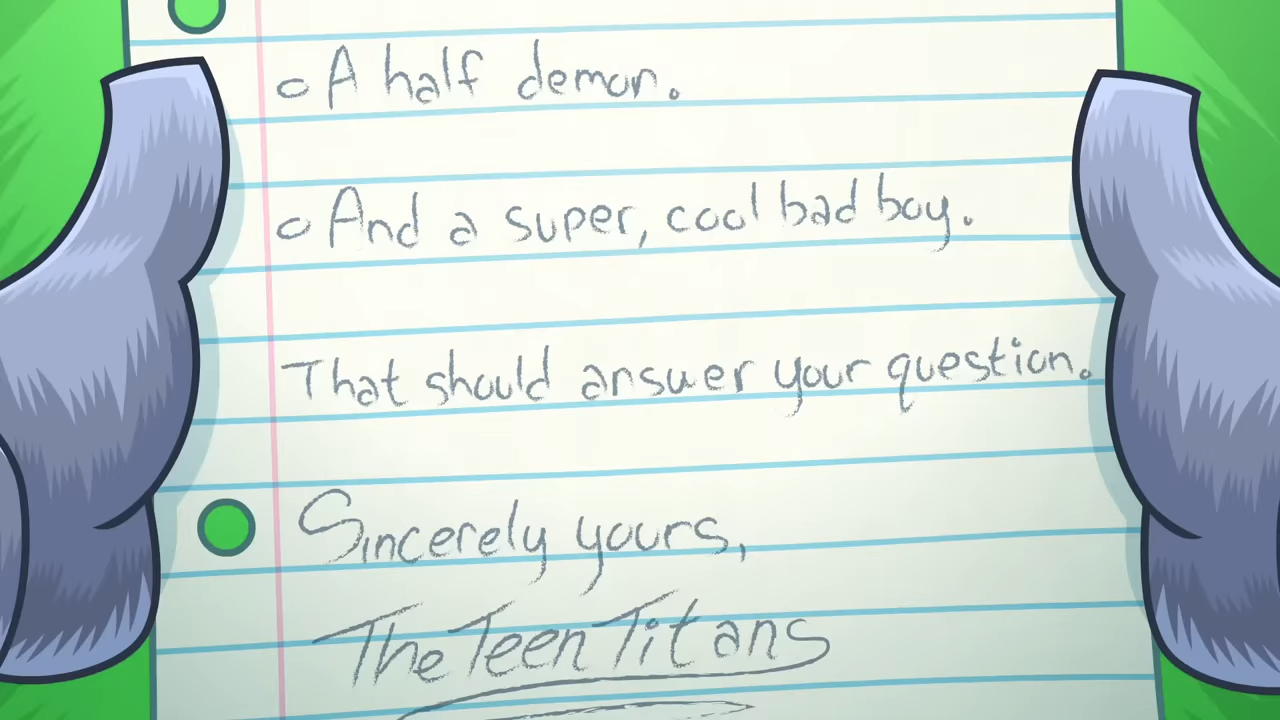 ○ A half demon.
○ And a super, cool bad boy.
That should answer your question.
Sincerely yours,
The Teen Titans